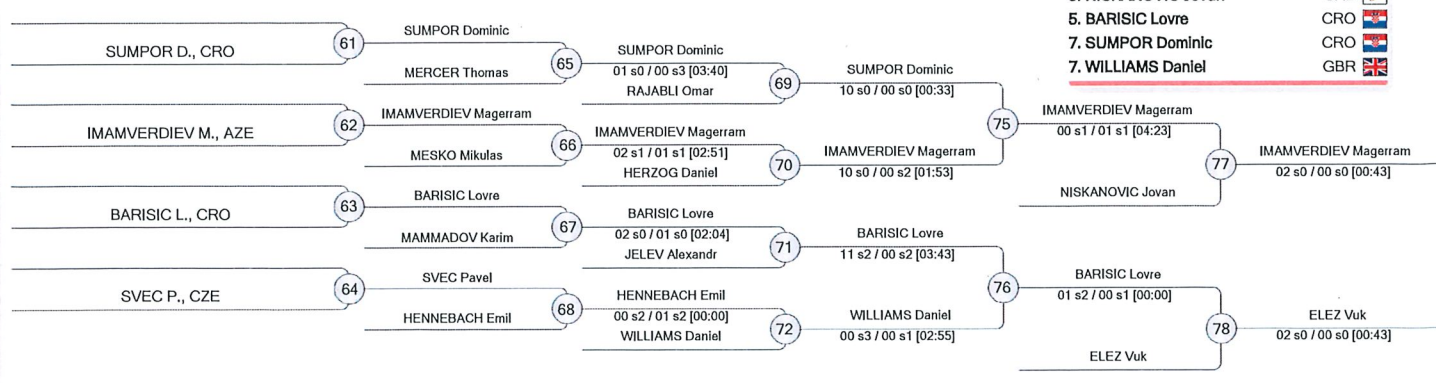 5. BARISIC Lovre CRO
7. SUMPOR Dominic CRO
7. WILLIAMS Daniel GBR
SUMPOR D., CRO
61
SUMPOR Dominic
MERCER Thomas
65
SUMPOR Dominic
01 s0 / 00 s3 [03:40]
RAJABLI Omar
69
SUMPOR Dominic
10 s0 / 00 s0 [00:33]
IMAMVERDIEV M., AZE
62
IMAMVERDIEV Magerram
MESKO Mikulas
66
IMAMVERDIEV Magerram
02 s1 / 01 s1 [02:51]
HERZOG Daniel
70
IMAMVERDIEV Magerram
10 s0 / 00 s2 [01:53]
75
IMAMVERDIEV Magerram
00 s1 / 01 s1 [04:23]
NISKANOVIC Jovan
77
IMAMVERDIEV Magerram
02 s0 / 00 s0 [00:43]
BARISIC L., CRO
63
BARISIC Lovre
MAMMADOV Karim
67
BARISIC Lovre
02 s0 / 01 s0 [02:04]
JELEV Alexandr
71
BARISIC Lovre
11 s2 / 00 s2 [03:43]
SVEC P., CZE
64
SVEC Pavel
HENNEBACH Emil
68
HENNEBACH Emil
00 s2 / 01 s2 [00:00]
WILLIAMS Daniel
72
WILLIAMS Daniel
00 s3 / 00 s1 [02:55]
76
BARISIC Lovre
01 s2 / 00 s1 [00:00]
ELEZ Vuk
78
ELEZ Vuk
02 s0 / 00 s0 [00:43]